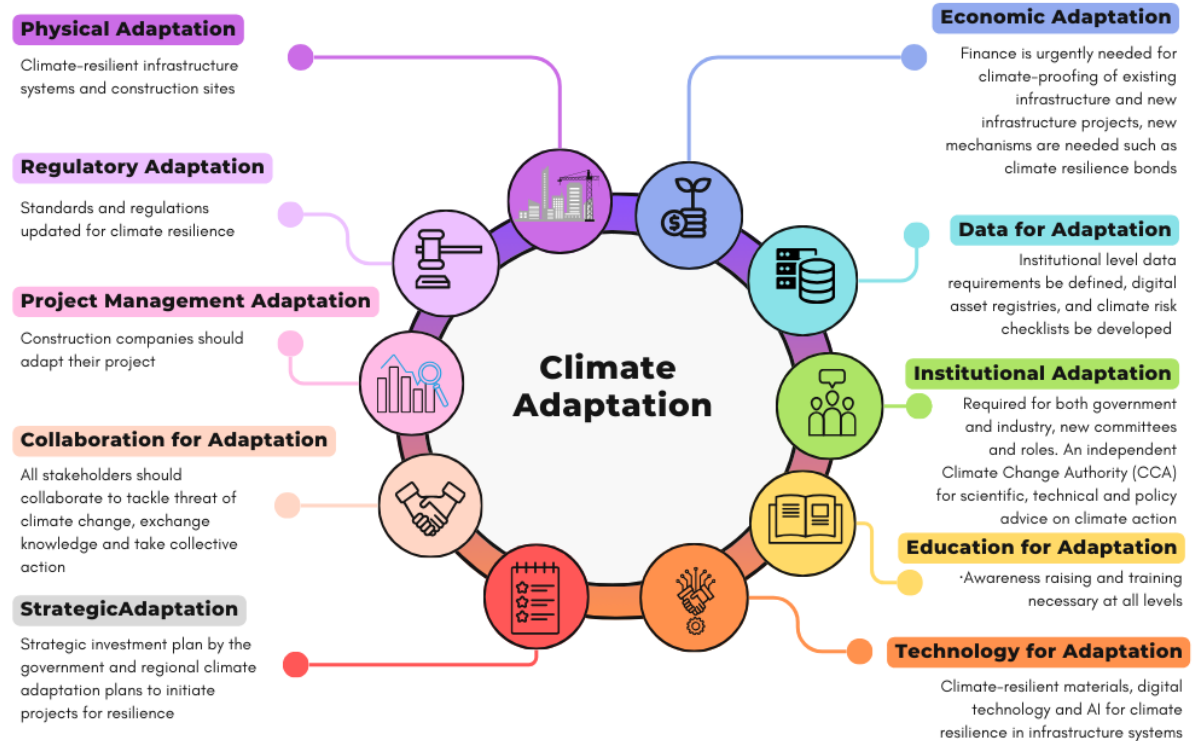 Physical Adaptation
Climate-resilient infrastructure
systems and construction sites
Regulatory Adaptation
Standards and regulations
updated for climate resilience
Project Management Adaptation
Construction companies should
adapt their project
Collaboration for Adaptation
All stakeholders should
collaborate to tackle threat of
climate change, exchange
knowledge and take collective
action
StrategicAdaptation
Strategic investment plan by the
government and regional climate
adaptation plans to initiate
projects for resilience
Climate
Adaptation
$
Economic Adaptation
Finance is urgently needed for
climate-proofing of existing
infrastructure and new
infrastructure projects, new
mechanisms are needed such as
climate resilience bonds
Data for Adaptation
Institutional level data
requirements be defined, digital
asset registries, and climate risk
checklists be developed
Institutional Adaptation
Required for both government
and industry, new committees
and roles. An independent
Climate Change Authority (CCA)
for scientific, technical and policy
advice on climate action
Education for Adaptation
·Awareness raising and training
necessary at all levels
Technology for Adaptation
Climate-resilient materials, digital
technology and AI for climate
resilience in infrastructure systems